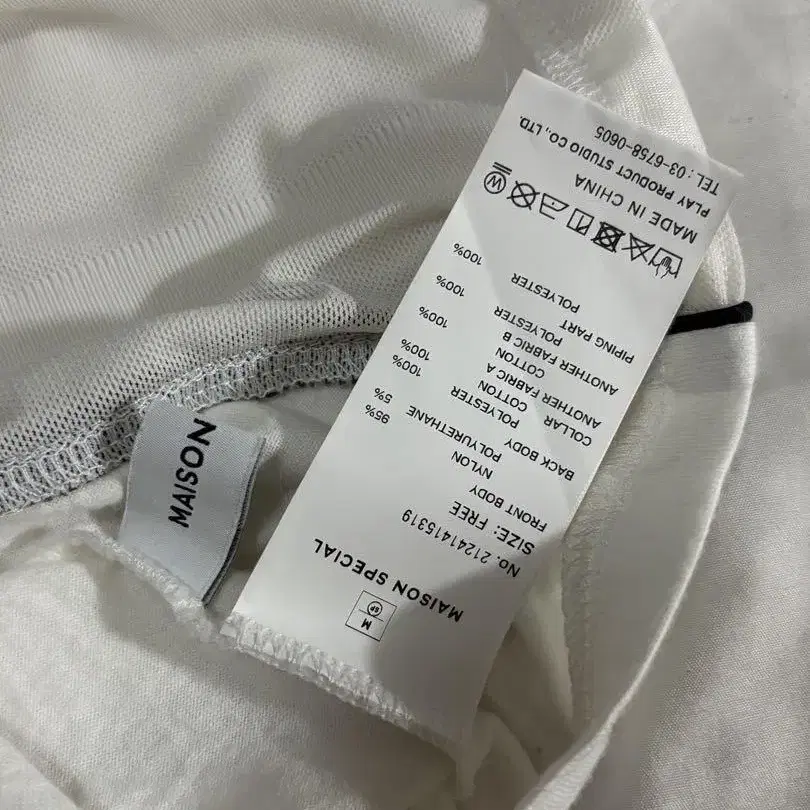 M
SP
MAISON SPECIAL
No. 21241415319
SIZE: FREE
FRONT BODY
NYLON 95%
POLYURETHANE 5%
BACK BODY
POLYESTER 100%
COLLAR
COTTON 100%
ANOTHER FABRIC A
COTTON 100%
ANOTHER FABRIC B
POLYESTER 100%
PIPING PART
POLYESTER 100%
W
MADE IN CHINA
PLAY PRODUCT STUDIO CO.,LTD.
TEL : 03-6758-0605
MAISON